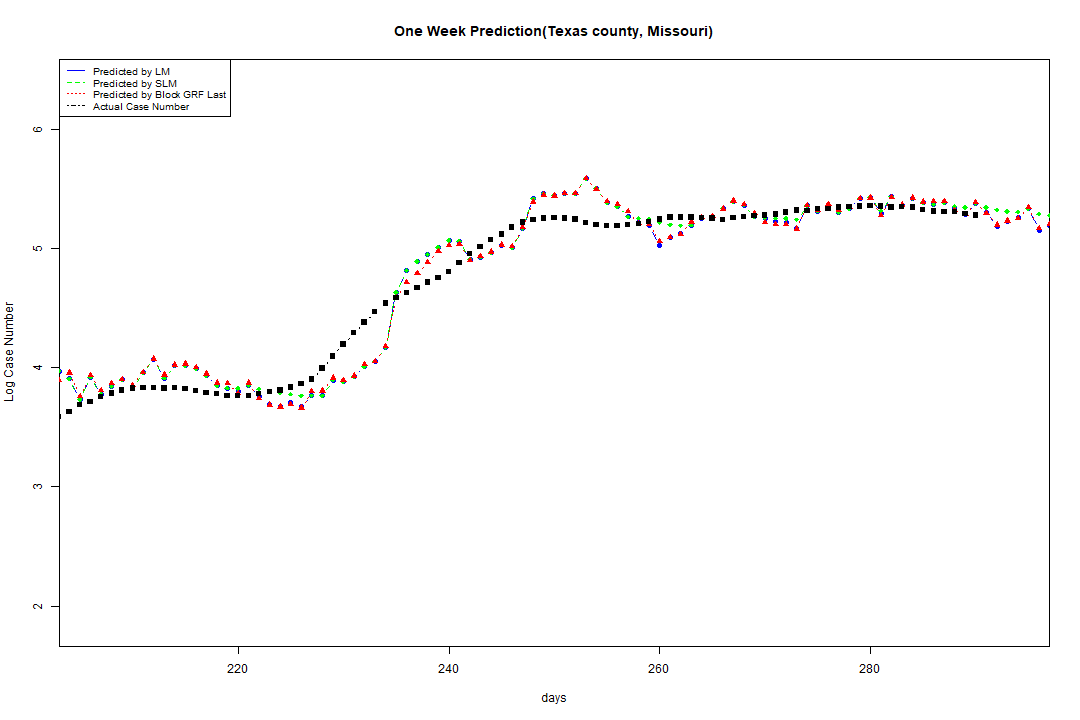 One Week Prediction(Texas county, Missouri)
Predicted by LM
Predicted by SLM
Predicted by Block GRF Last
Actual Case Number
6
5
4
3
2
Log Case Number
220
240
260
280
days